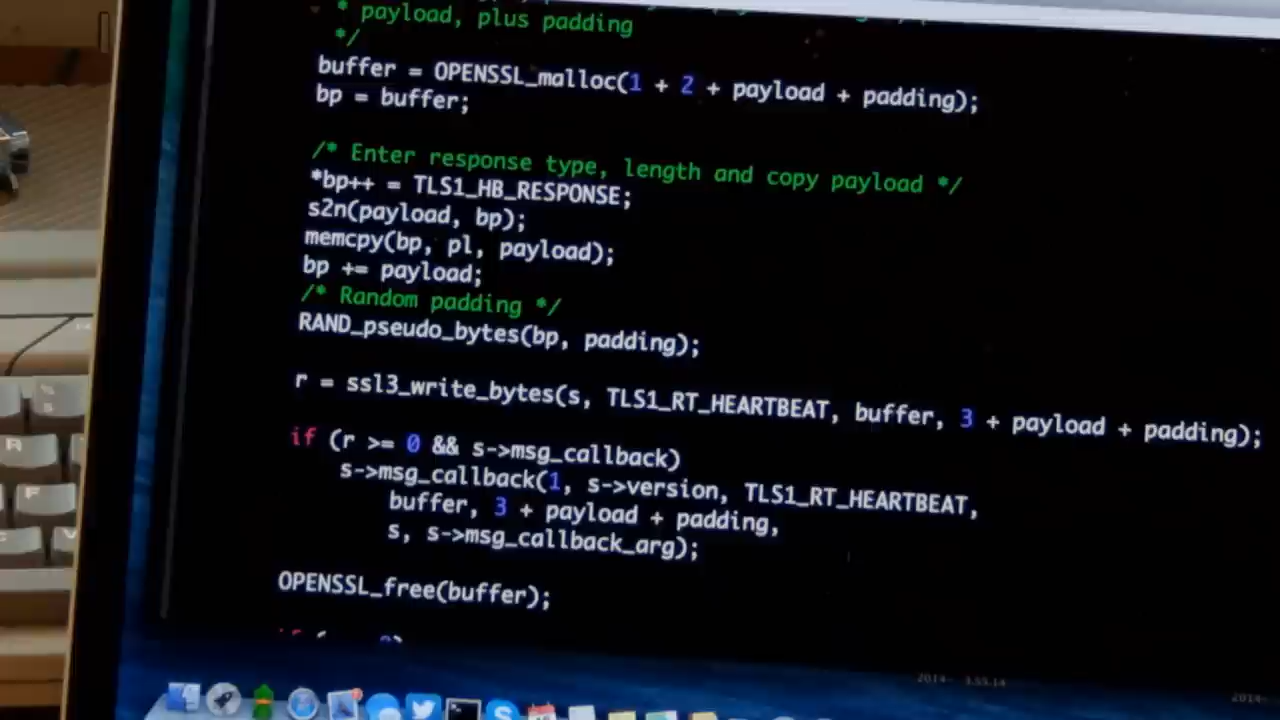 * payload, plus padding
*/
buffer = OPENSSL_malloc(1 + 2 + payload + padding);
bp = buffer;
/* Enter response type, length and copy payload */
*bp++ = TLS1_HB_RESPONSE;
s2n(payload, bp);
memcpy(bp, pl, payload);
bp += payload;
/* Random padding */
RAND_pseudo_bytes(bp, padding);
r = ssl3_write_bytes(s, TLS1_RT_HEARTBEAT, buffer, 3 + payload + padding);
if (r >= 0 && s->msg_callback)
s->msg_callback(1, s->version, TLS1_RT_HEARTBEAT,
buffer, 3 + payload + padding,
s, s->msg_callback_arg);
OPENSSL_free(buffer);